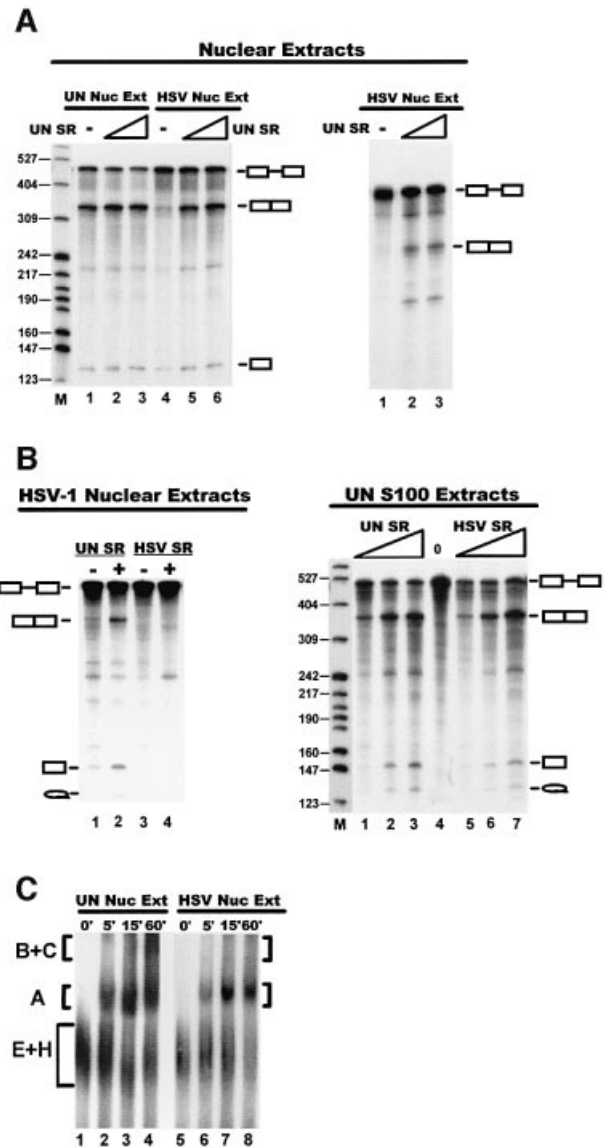 A
Nuclear Extracts
UN Nuc Ext HSV Nuc Ext
UN SR - - UN SR
HSV Nuc Ext
UN SR -
527
404
309
242
217
190
160
147
123
M 1 2 3 4 5 6
1 2 3
B
HSV-1 Nuclear Extracts
UN SR HSV SR
- + - +
1 2 3 4
UN S100 Extracts
UN SR 0 HSV SR
527
404
309
242
217
190
160
147
123
M 1 2 3 4 5 6 7
C
UN Nuc Ext HSV Nuc Ext
0' 5' 15' 60' 0' 5' 15' 60'
B+C
A
E+H
1 2 3 4 5 6 7 8